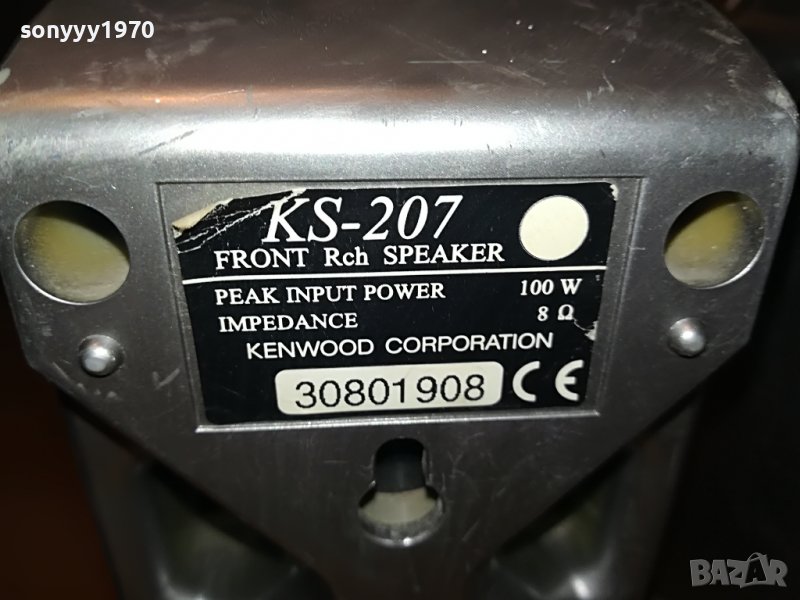 sonyyy1970
KS-207
FRONT Rch SPEAKER
PEAK INPUT POWER 100 W
IMPEDANCE 8 Ω
KENWOOD CORPORATION
30801908 CE
BAZAR